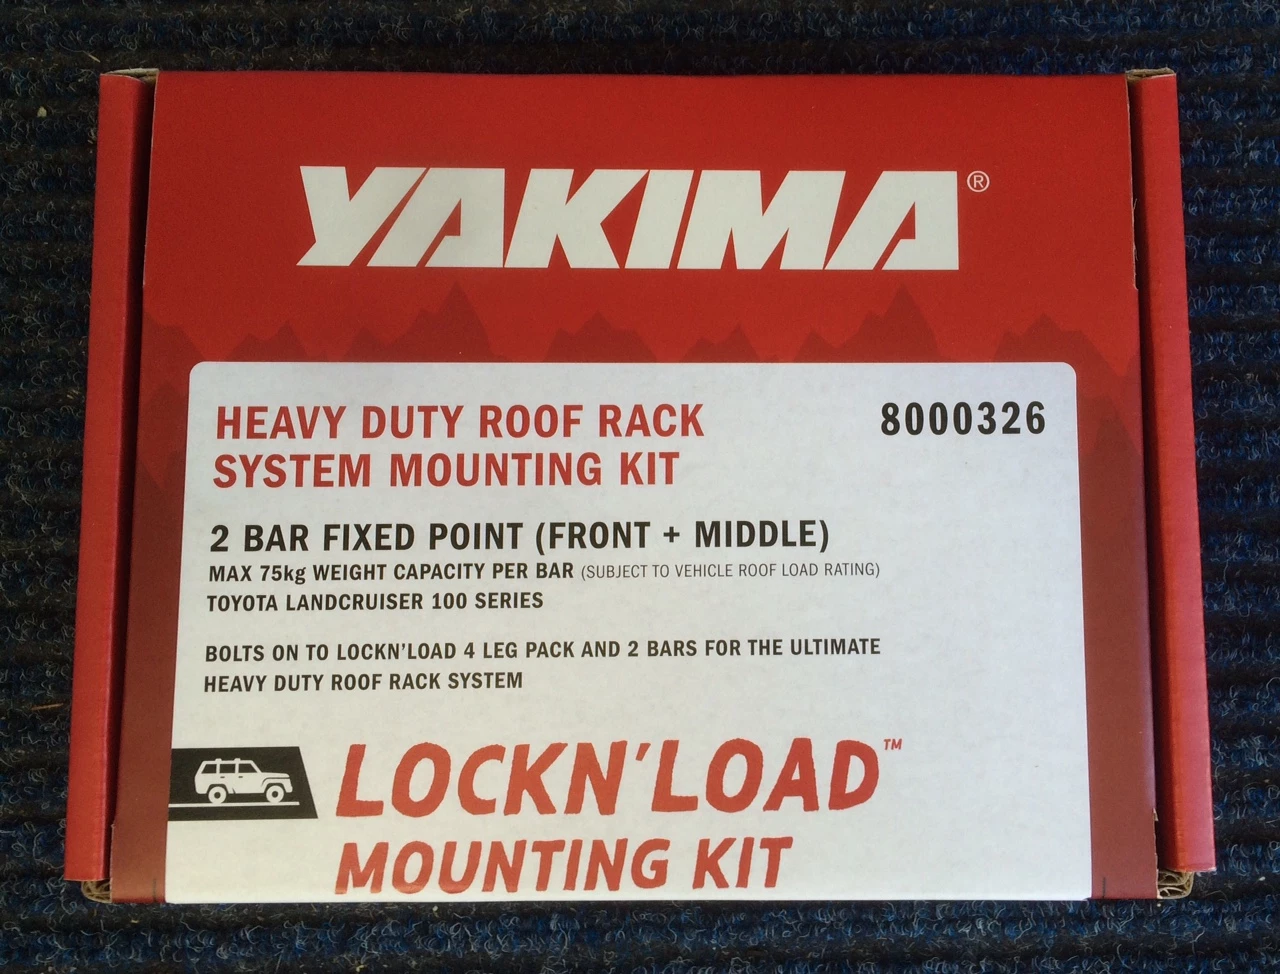 YAKIMA®
HEAVY DUTY ROOF RACK
SYSTEM MOUNTING KIT
8000326
2 BAR FIXED POINT (FRONT + MIDDLE)
MAX 75kg WEIGHT CAPACITY PER BAR (SUBJECT TO VEHICLE ROOF LOAD RATING)
TOYOTA LANDCRUISER 100 SERIES
BOLTS ON TO LOCKN'LOAD 4 LEG PACK AND 2 BARS FOR THE ULTIMATE
HEAVY DUTY ROOF RACK SYSTEM
LOCKN'LOAD™
MOUNTING KIT